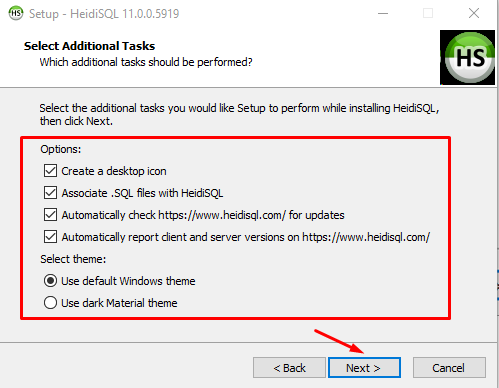 Setup - HeidiSQL 11.0.0.5919
Select Additional Tasks
Which additional tasks should be performed?
HS
Select the additional tasks you would like Setup to perform while installing HeidiSQL,
then click Next.
Options:
Create a desktop icon
Associate .SQL files with HeidiSQL
Automatically check https://www.heidisql.com/ for updates
Automatically report client and server versions on https://www.heidisql.com/
Select theme:
Use default Windows theme
Use dark Material theme
< Back
Next >
Cancel